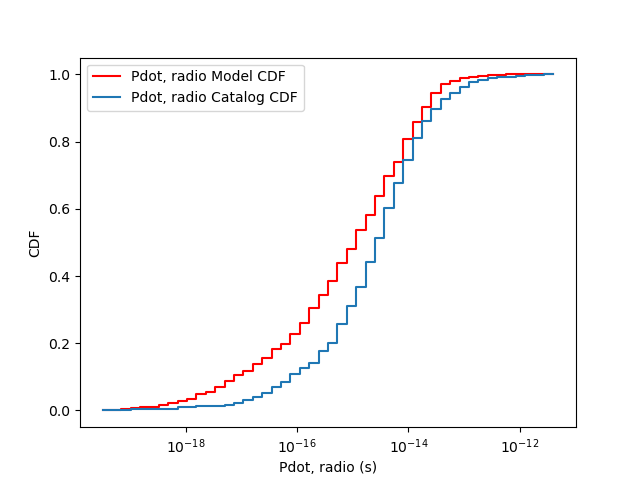 Pdot, radio Model CDF
Pdot, radio Catalog CDF
1.0
0.8
0.6
0.4
0.2
0.0
CDF
10⁻¹⁸ 10⁻¹⁶ 10⁻¹⁴ 10⁻¹²
Pdot, radio (s)